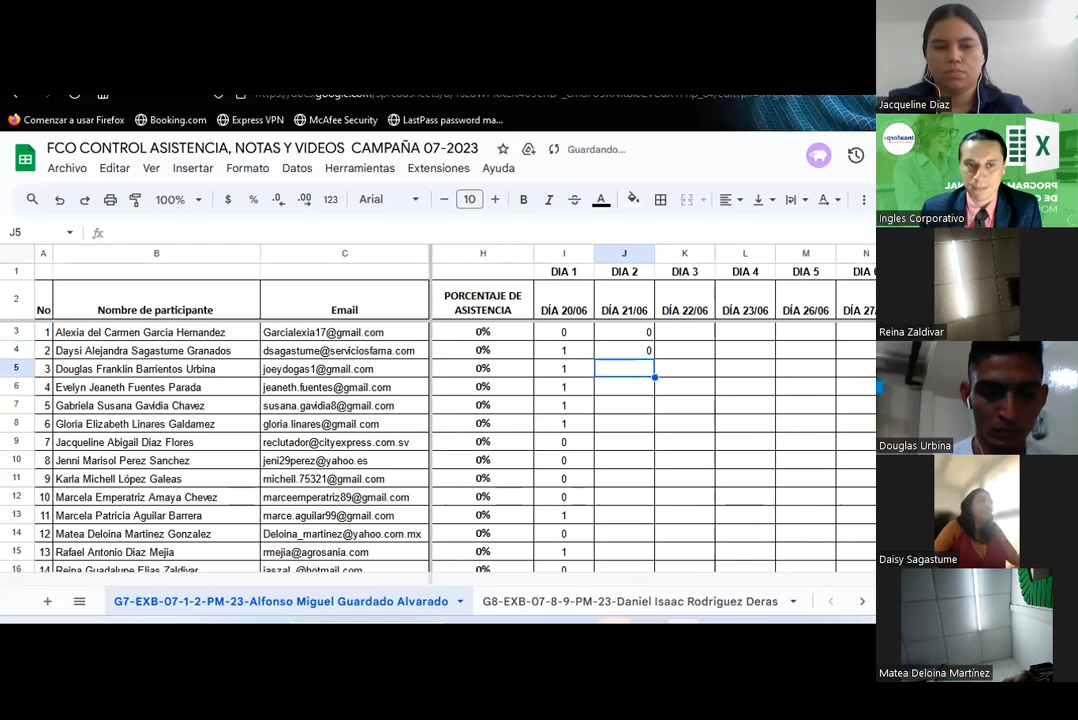 Comenzar a usar Firefox Booking.com Express VPN McAfee Security LastPass password ma...
FCO CONTROL ASISTENCIA, NOTAS Y VIDEOS CAMPAÑA 07-2023 Guardando...
Archivo Editar Ver Insertar Formato Datos Herramientas Extensiones Ayuda
100% $ % .0 .00 123 Arial 10 B I S A
J5 fx
A B C H I J K L M N
1 DIA 1 DIA 2 DIA 3 DIA 4 DIA 5
2 No Nombre de participante Email PORCENTAJE DE ASISTENCIA DÍA 20/06 DÍA 21/06 DÍA 22/06 DÍA 23/06 DÍA 26/06 DÍA 27/
3 1 Alexia del Carmen Garcia Hernandez Garcialexia17@gmail.com 0% 0 0
4 2 Daysi Alejandra Sagastume Granados dsagastume@serviciosfama.com 0% 1 0
5 3 Douglas Franklin Barrientos Urbina joeydogas1@gmail.com 0% 1
6 4 Evelyn Jeaneth Fuentes Parada jeaneth.fuentes@gmail.com 0% 1
7 5 Gabriela Susana Gavidia Chavez susana.gavidia8@gmail.com 0% 1
8 6 Gloria Elizabeth Linares Galdamez gloria.linares@gmail.com 0% 1
9 7 Jacqueline Abigail Diaz Flores reclutador@cityexpress.com.sv 0% 0
10 8 Jenni Marisol Perez Sanchez jeni29perez@yahoo.es 0% 0
11 9 Karla Michell López Galeas michell.75321@gmail.com 0% 0
12 10 Marcela Emperatriz Amaya Chevez marceemperatriz89@gmail.com 0% 0
13 11 Marcela Patricia Aguilar Barrera marce.aguilar99@gmail.com 0% 1
14 12 Matea Deloina Martinez Gonzalez Deloina_martinez@yahoo.com.mx 0% 0
15 13 Rafael Antonio Diaz Mejia rmejia@agrosania.com 0% 1
16 14 Reina Guadalupe Elias Zaldivar 0% 0
G7-EXB-07-1-2-PM-23-Alfonso Miguel Guardado Alvarado G8-EXB-07-8-9-PM-23-Daniel Isaac Rodriguez Deras
Jacqueline Diaz
Insaforp
X
Ingles Corporativo
Reina Zaldivar
Douglas Urbina
Daisy Sagastume
Matea Deloina Martínez